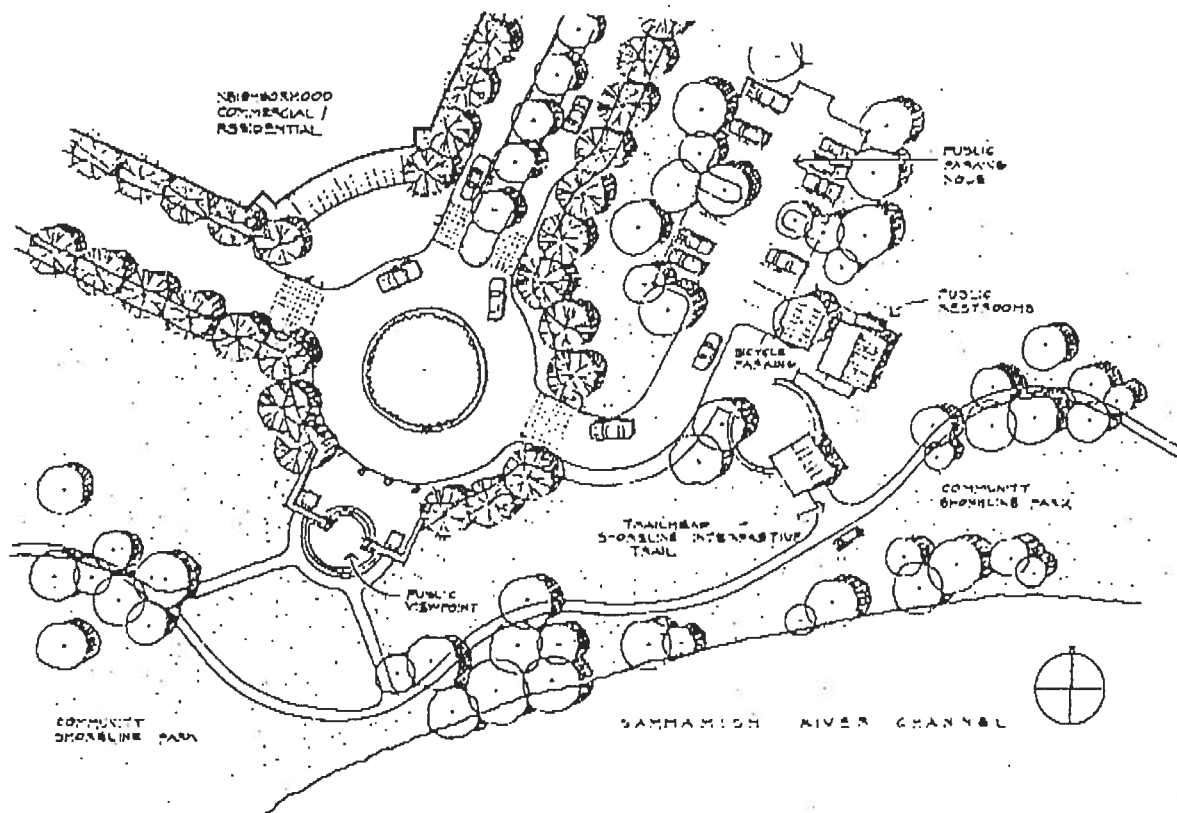 NEIGHBORHOOD
COMMERCIAL /
RESIDENTIAL
PUBLIC
PARKING
NODE
PUBLIC
RESTROOMS
BICYCLE
PARKING
COMMUNITY
SHORELINE PARK
TRAILHEAD
SHORELINE INTERPRETIVE
TRAIL
PUBLIC
VIEWPOINT
COMMUNITY
SHORELINE PARK
SAMMAMISH RIVER CHANNEL